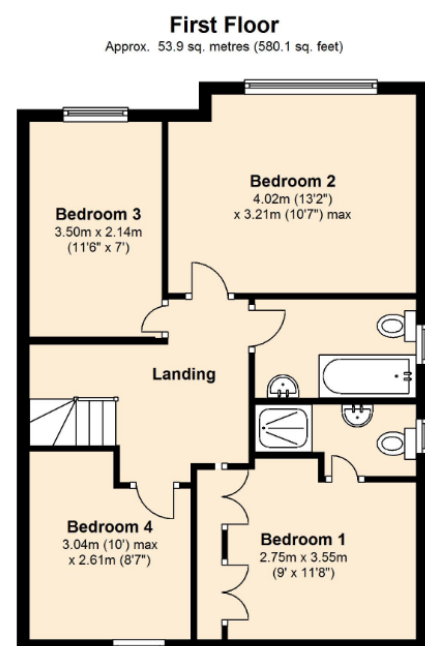 First Floor
Approx. 53.9 sq. metres (580.1 sq. feet)
Bedroom 2
4.02m (13'2")
x 3.21m (10'7") max
Bedroom 3
3.50m x 2.14m
(11'6" x 7')
Landing
Bedroom 4
3.04m (10') max
x 2.61m (8'7")
Bedroom 1
2.75m x 3.55m
(9' x 11'8")